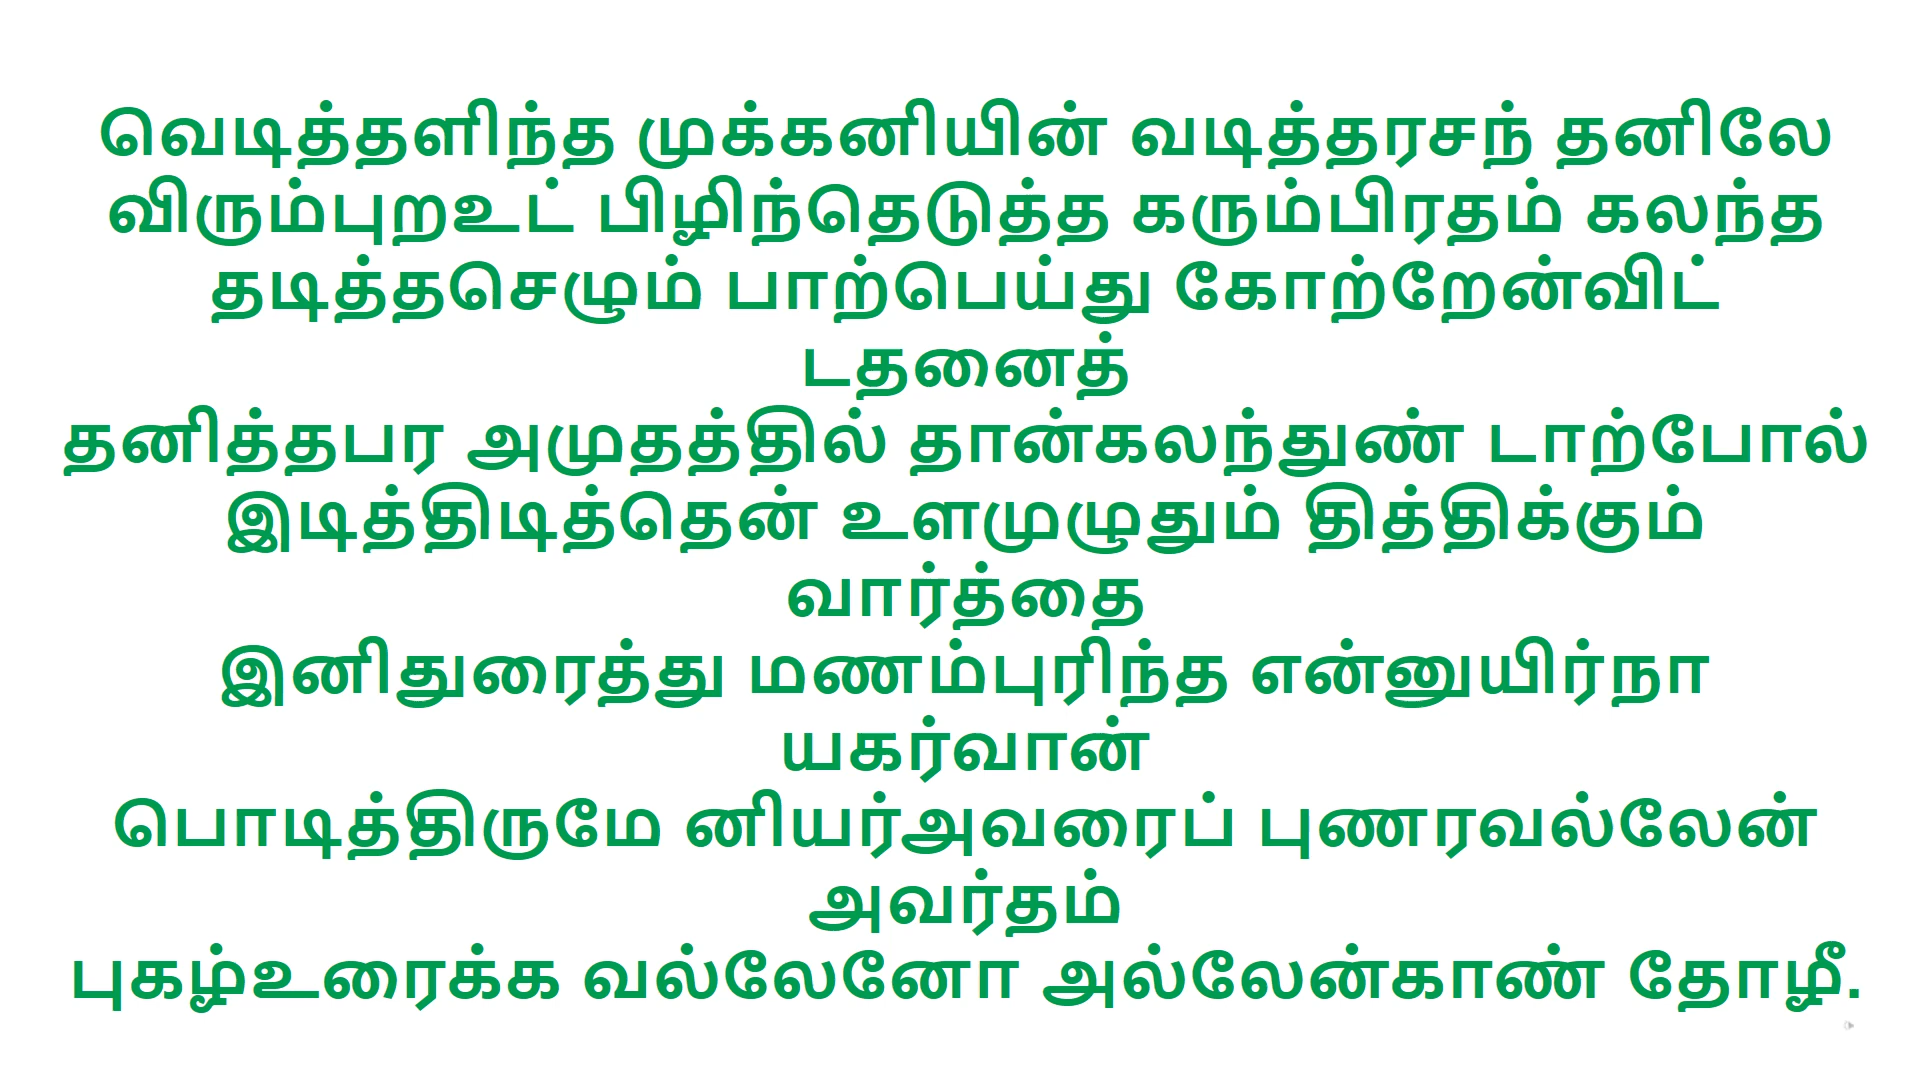 வெடித்தளிந்த முக்கனியின் வடித்தரசந் தனிலே
விரும்புறஉட் பிழிந்தெடுத்த கரும்பிரதம் கலந்த
தடித்தசெழும் பாற்பெய்து கோற்றேன்விட்
டதனைத்
தனித்தபர அமுதத்தில் தான்கலந்துண் டாற்போல்
இடித்திடித்தென் உளமுழுதும் தித்திக்கும்
வார்த்தை
இனிதுரைத்து மணம்புரிந்த என்னுயிர்நா
யகர்வான்
பொடித்திருமே னியர்அவரைப் புணரவல்லேன்
அவர்தம்
புகழ்உரைக்க வல்லேனோ அல்லேன்காண் தோழீ.